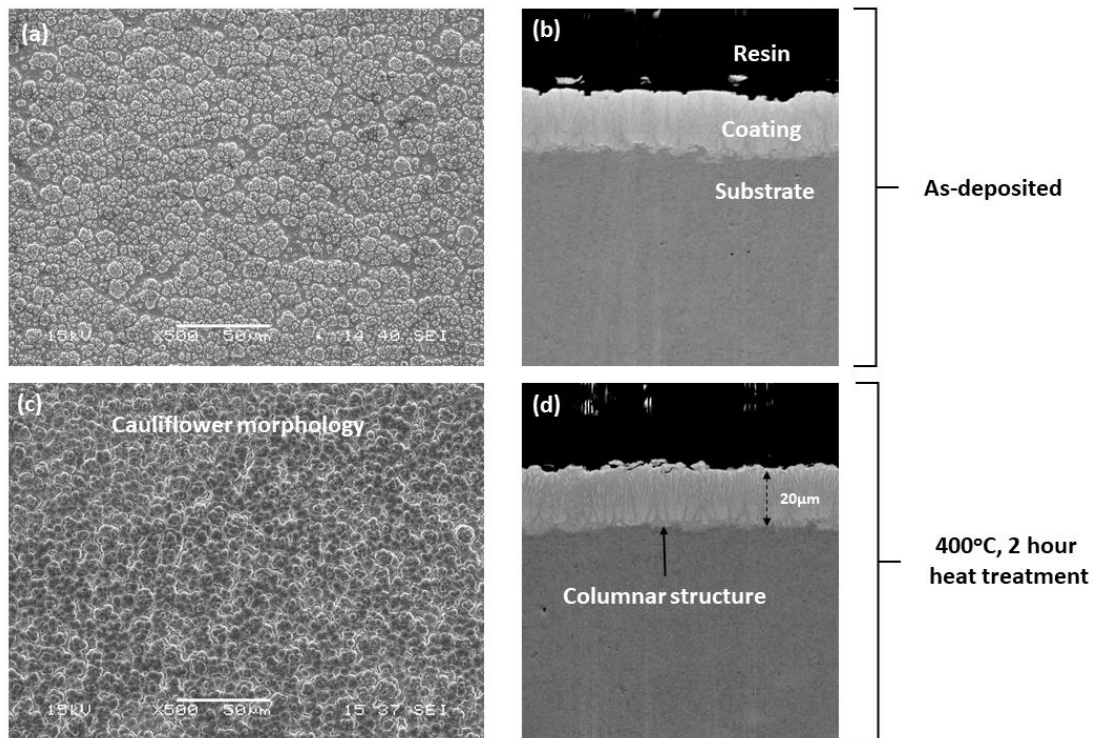 (a)
15kV X500 50µm 14 40 SEI
(b)
Resin
Coating
Substrate
As-deposited
(c)
Cauliflower morphology
15kV X500 50µm 15 37 SEI
(d)
20µm
Columnar structure
400°C, 2 hour
heat treatment